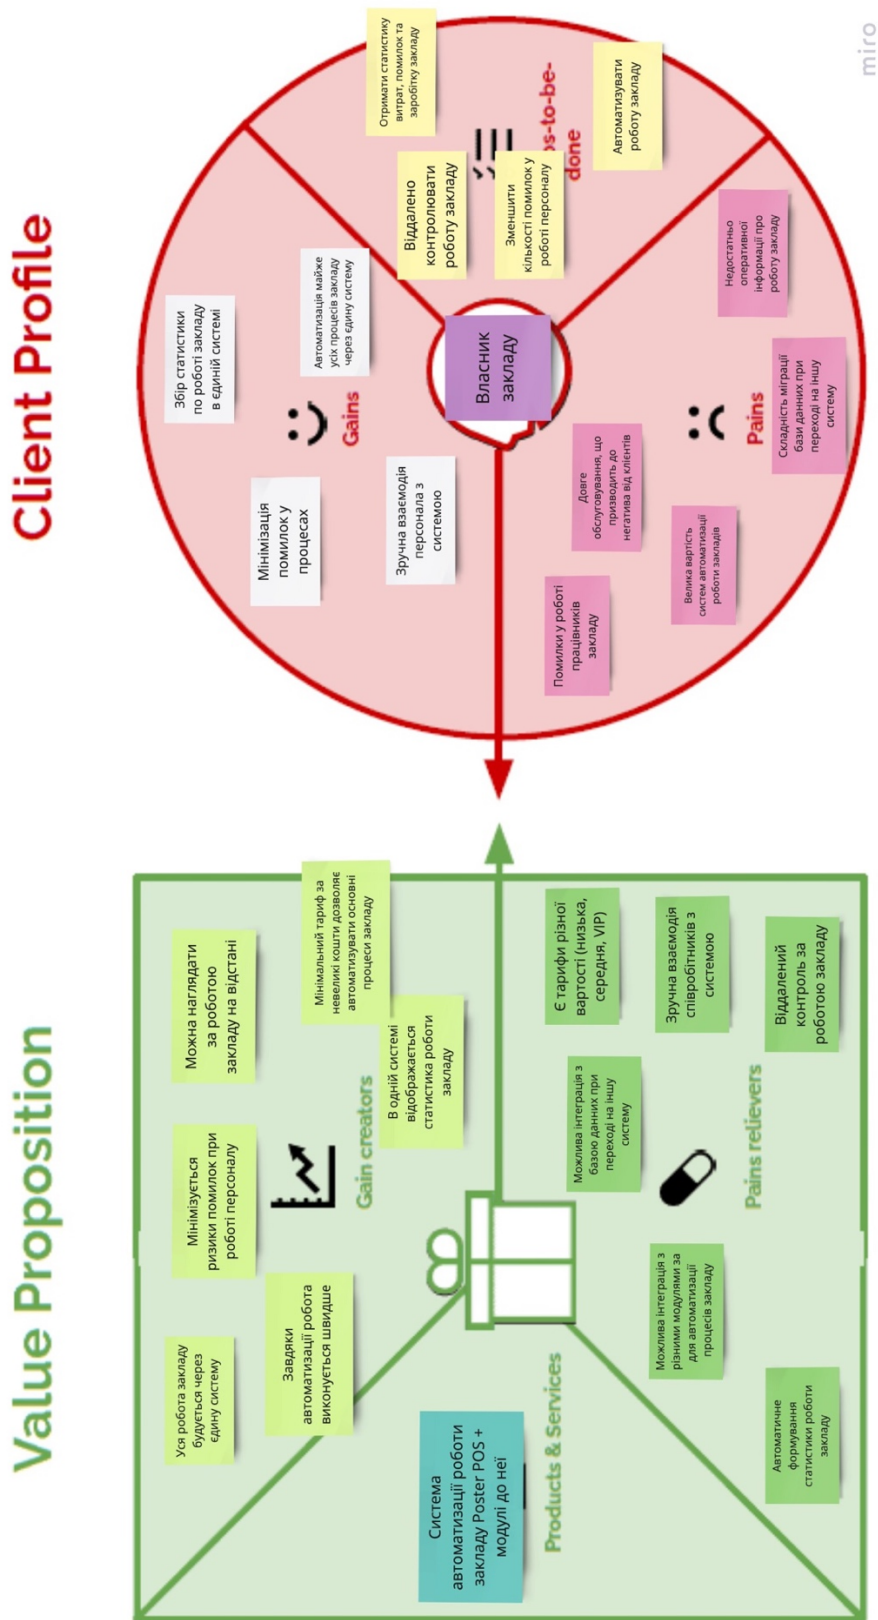 Value Proposition
Уся робота закладу
будується через
єдину систему
Мінімізується
ризики помилок при
роботі персоналу
Можна наглядати
за роботою
закладу на відстані
Завдяки
автоматизації робота
виконується швидше
Gain creators
Мінімальний тариф за
невеликі кошти дозволяє
автоматизувати основні
процеси закладу
В одній системі
відображається
статистика роботи
закладу
Система
автоматизації роботи
закладу Poster POS +
модулі до неї
Products & Services
Є тарифи різної
вартості (низька,
середня, VIP)
Можлива інтеграція з
базою данних при
переході на іншу
систему
Зручна взаємодія
співробітників з
системою
Можлива інтеграція з
різними модулями за
для автоматизації
процесів закладу
Pains relievers
Віддалений
контроль за
роботою закладу
Автоматичне
формування
статистики роботи
закладу
Client Profile
Збір статистики
по роботі закладу
в єдиній системі
Мінімізація
помилок у
процесах
Gains
Автоматизація майже
усіх процесів закладу
через єдину систему
Зручна взаємодія
персонала з
системою
Отримати статистику
витрат, помилок та
заробітку закладу
Віддалено
контролювати
роботу закладу
Зменшити
кількості помилок у
роботі персоналу
bs-to-be-
done
Автоматизувати
роботу закладу
Власник
закладу
Помилки у роботі
працівників
закладу
Довге
обслуговування, що
призводить до
негатива від клієнтів
Велика вартість
систем автоматизації
роботи закладів
Pains
Недостатньо
оперативної
інформації про
роботу закладу
Складність міграції
бази данних при
переході на іншу
систему
miro